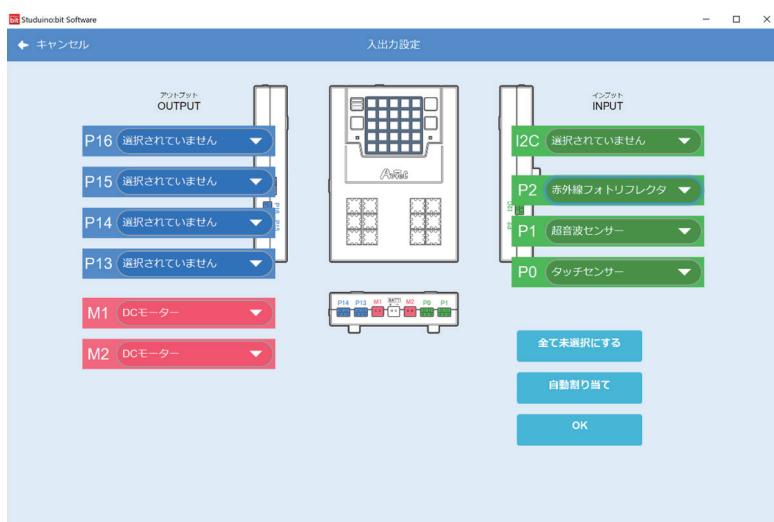 bit Studuino:bit Software
キャンセル
入出力設定
アウトプット
OUTPUT
P16 選択されていません
P15 選択されていません
P14 選択されていません
P13 選択されていません
M1 DCモーター
M2 DCモーター
ArTec
P14 P13 M1 BATT M2 P0 P1
インプット
INPUT
I2C 選択されていません
P2 赤外線フォトリフレクタ
P1 超音波センサー
P0 タッチセンサー
全て未選択にする
自動割り当て
OK